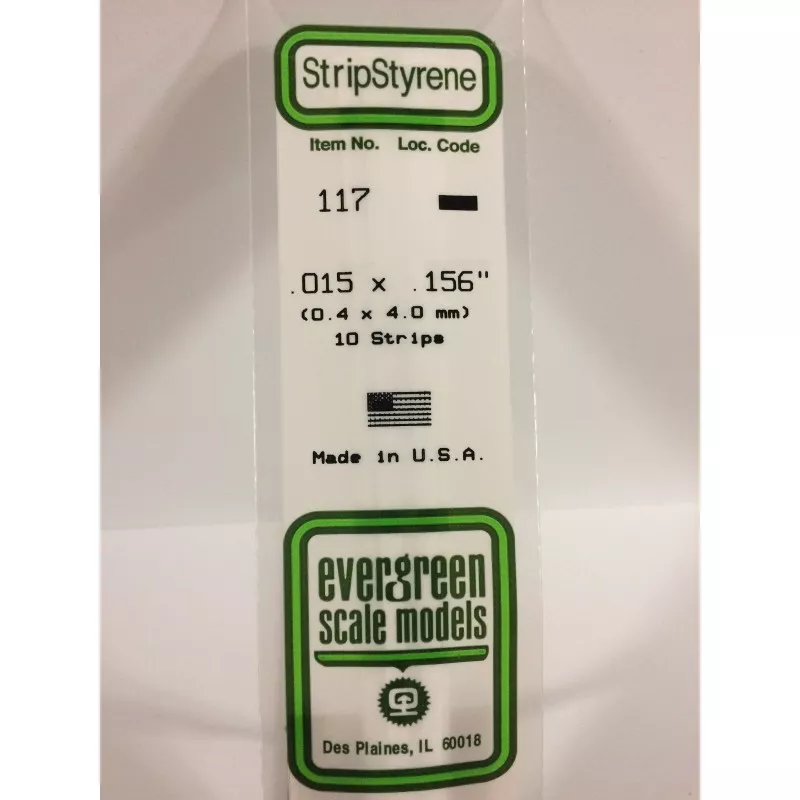 StripStyrene
Item No. Loc. Code
117
.015 x .156"
(0.4 x 4.0 mm)
10 Strips
Made in U.S.A.
evergreen
scale models
Des Plaines, IL 60018